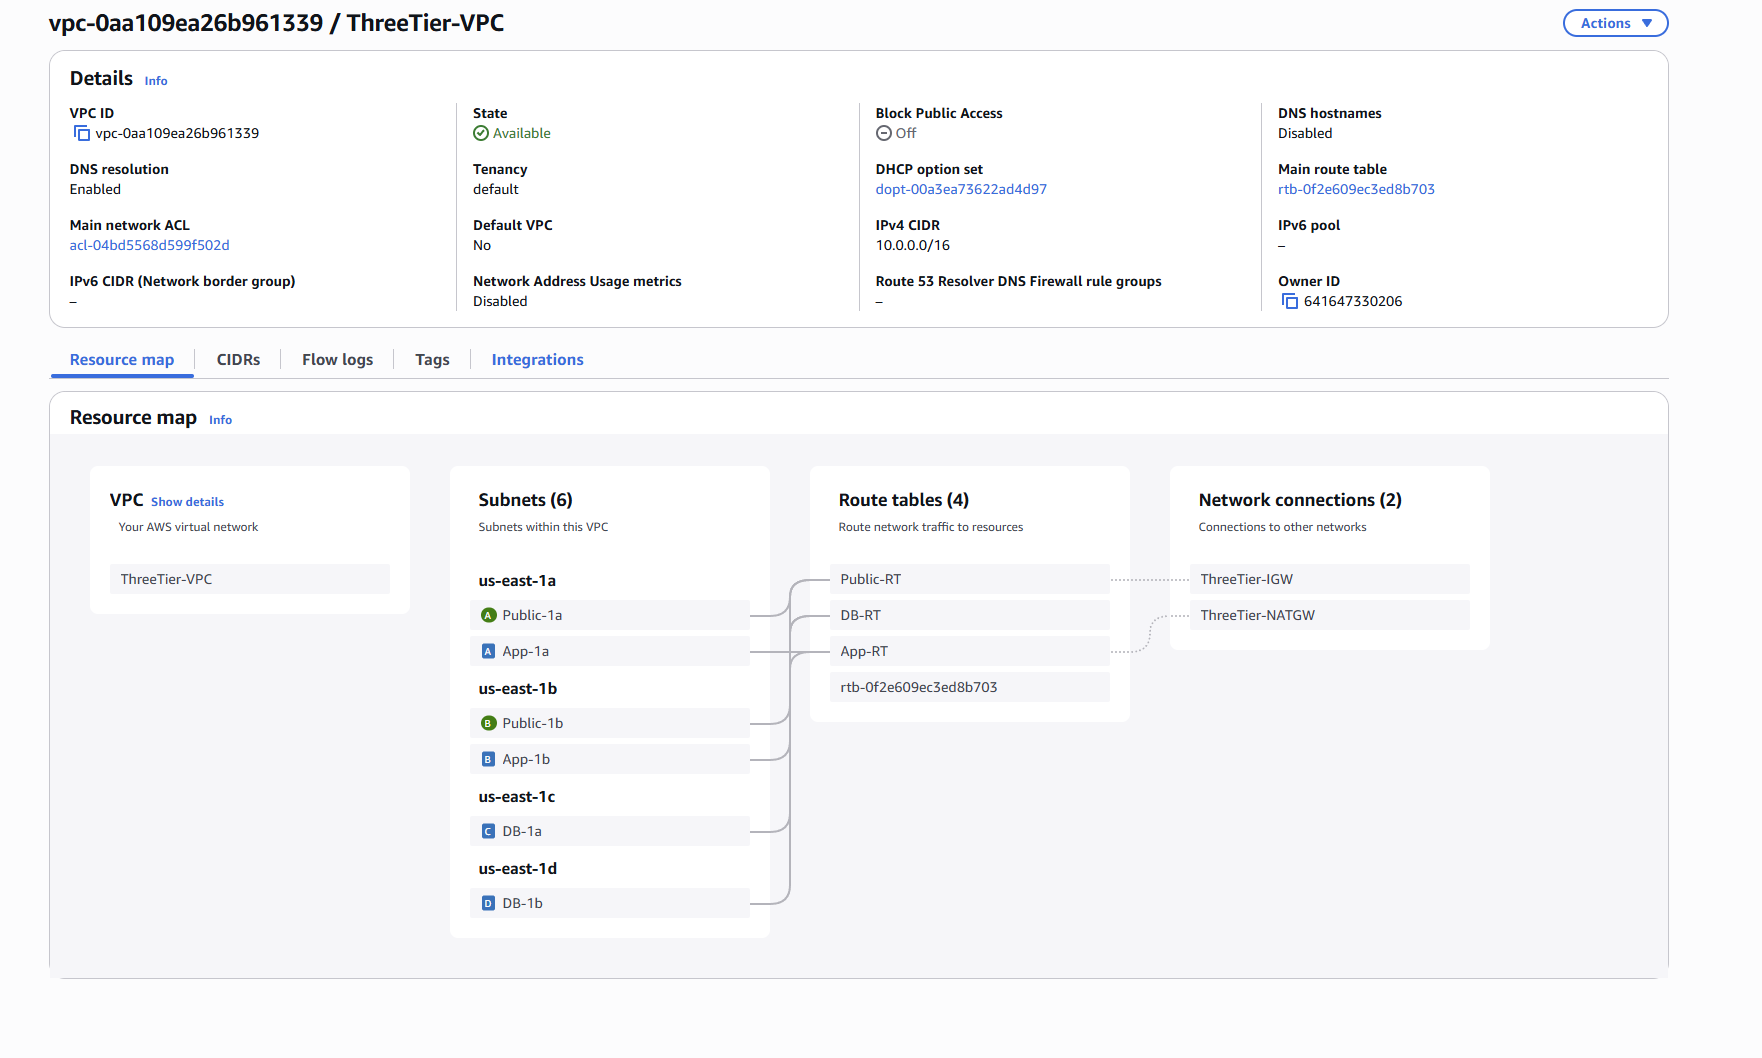 vpc-0aa109ea26b961339 / ThreeTier-VPC
Actions
Details Info
VPC ID
vpc-0aa109ea26b961339
State
Available
Block Public Access
Off
DNS hostnames
Disabled
DNS resolution
Enabled
Tenancy
default
DHCP option set
dopt-00a3ea73622ad4d97
Main route table
rtb-0f2e609ec3ed8b703
Main network ACL
acl-04bd5568d599f502d
Default VPC
No
IPv4 CIDR
10.0.0.0/16
IPv6 pool
–
IPv6 CIDR (Network border group)
–
Network Address Usage metrics
Disabled
Route 53 Resolver DNS Firewall rule groups
–
Owner ID
641647330206
Resource map
CIDRs
Flow logs
Tags
Integrations
Resource map Info
VPC Show details
Your AWS virtual network
ThreeTier-VPC
Subnets (6)
Subnets within this VPC
us-east-1a
A Public-1a
A App-1a
us-east-1b
B Public-1b
B App-1b
us-east-1c
C DB-1a
us-east-1d
D DB-1b
Route tables (4)
Route network traffic to resources
Public-RT
DB-RT
App-RT
rtb-0f2e609ec3ed8b703
Network connections (2)
Connections to other networks
ThreeTier-IGW
ThreeTier-NATGW